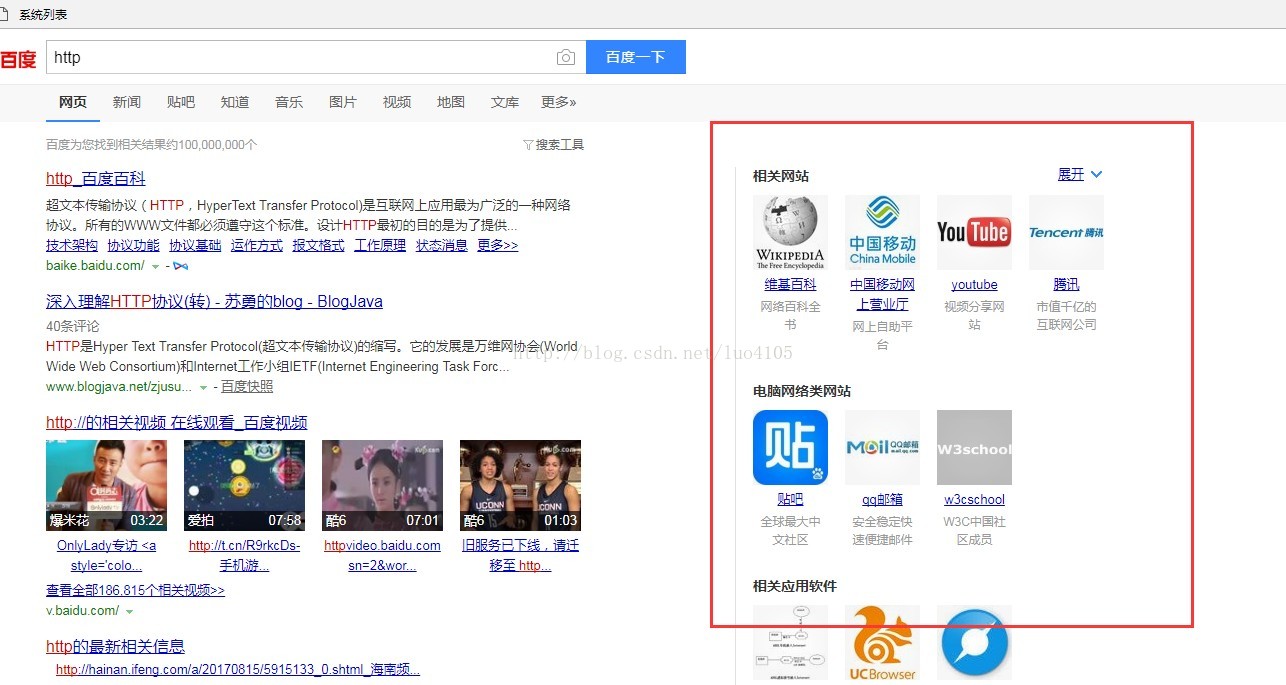 系统列表
百度
http
百度一下
网页 新闻 贴吧 知道 音乐 图片 视频 地图 文库 更多»
百度为您找到相关结果约100,000,000个
搜索工具
http_百度百科
超文本传输协议（HTTP，HyperText Transfer Protocol)是互联网上应用最为广泛的一种网络
协议。所有的WWW文件都必须遵守这个标准。设计HTTP最初的目的是为了提供...
技术架构 协议功能 协议基础 运作方式 报文格式 工作原理 状态消息 更多>>
baike.baidu.com/ -
深入理解HTTP协议(转) - 苏勇的blog - BlogJava
40条评论
HTTP是Hyper Text Transfer Protocol(超文本传输协议)的缩写。它的发展是万维网协会(World
Wide Web Consortium)和Internet工作小组IETF(Internet Engineering Task Forc...
www.blogjava.net/zjusu... - 百度快照
http://的相关视频 在线观看_百度视频
爆米花 03:22
爱拍 07:58
酷6 07:01
UCONN UCONN
酷6 01:03
OnlyLady专访 <a
style='colo...
http://t.cn/R9rkcDs-
手机游...
httpvideo.baidu.com
sn=2&wor...
旧服务已下线，请迁
移至 http...
查看全部186,815个相关视频>>
v.baidu.com/
http的最新相关信息
http://hainan.ifeng.com/a/20170815/5915133_0.shtml_海南频...
http://blog.csdn.net/luo4105
相关网站
展开
WIKIPEDIA
The Free Encyclopedia
中国移动
China Mobile
YouTube
Tencent 腾讯
维基百科
网络百科全
书
中国移动网
上营业厅
网上自助平
台
youtube
视频分享网
站
腾讯
市值千亿的
互联网公司
电脑网络类网站
贴
Mail QQ邮箱
mail.qq.com
W3school
贴吧
全球最大中
文社区
qq邮箱
安全稳定快
速便捷邮件
w3cschool
W3C中国社
区成员
相关应用软件
UCBrowser